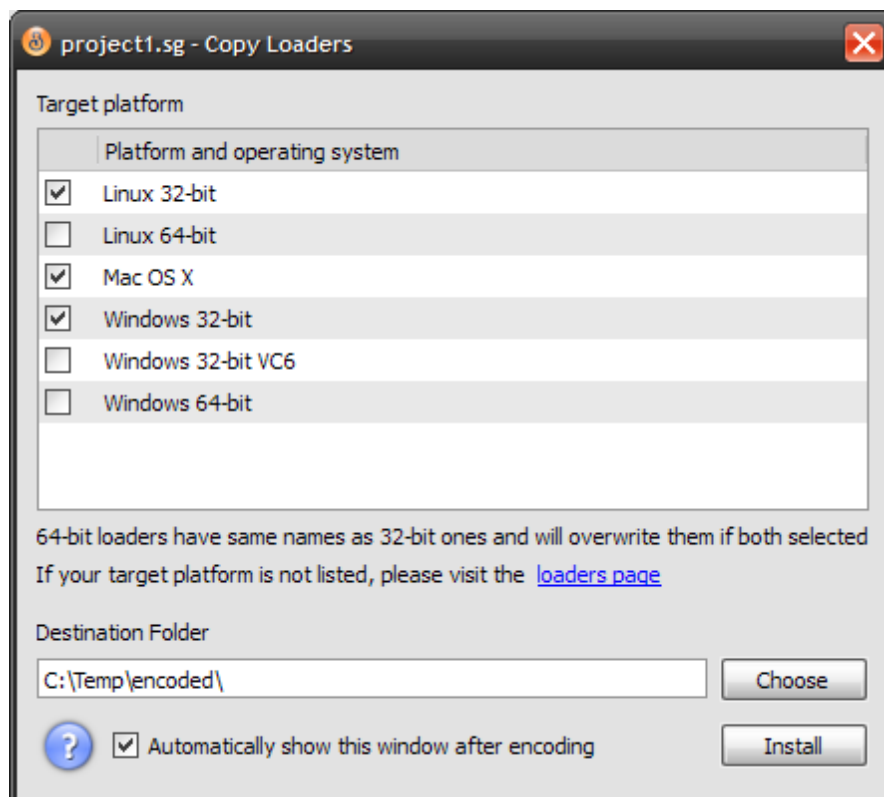 project1.sg - Copy Loaders
Target platform
Platform and operating system
Linux 32-bit
Linux 64-bit
Mac OS X
Windows 32-bit
Windows 32-bit VC6
Windows 64-bit
64-bit loaders have same names as 32-bit ones and will overwrite them if both selected
If your target platform is not listed, please visit the loaders page
Destination Folder
C:\Temp\encoded\ Choose
? Automatically show this window after encoding Install